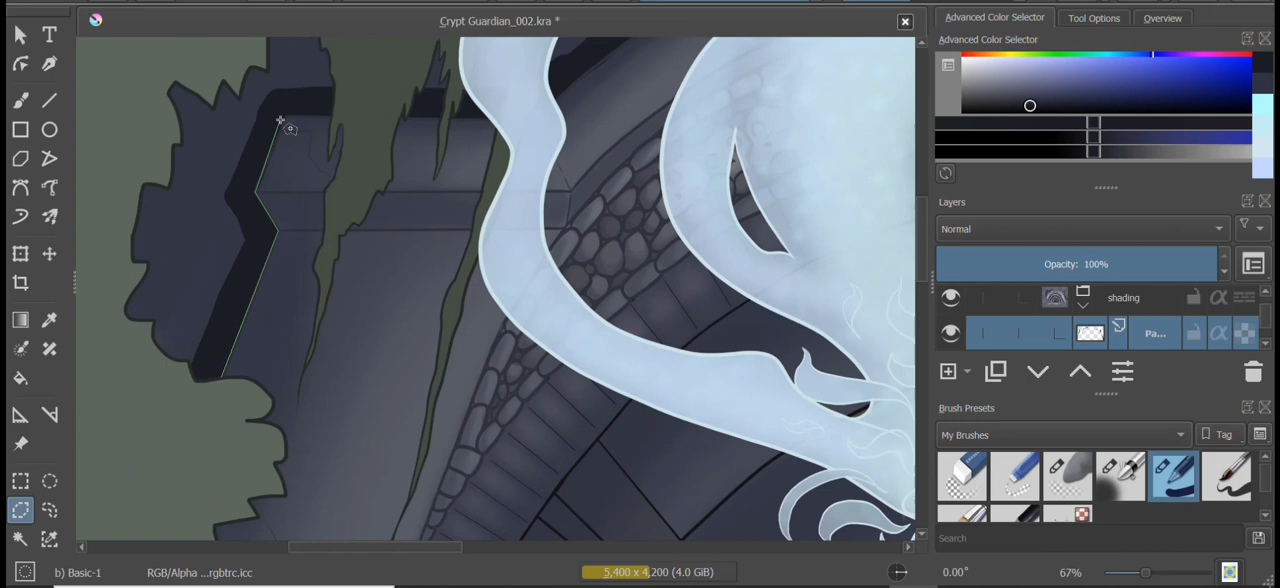 Crypt Guardian_002.kra *
Advanced Color Selector
Tool Options
Overview
Advanced Color Selector
Layers
Normal
Opacity: 100%
shading
Pa...
Brush Presets
My Brushes
Tag
Search
b) Basic-1
RGB/Alpha ...rgbtrc.icc
5,400 x 4,200 (4.0 GiB)
0.00°
67%